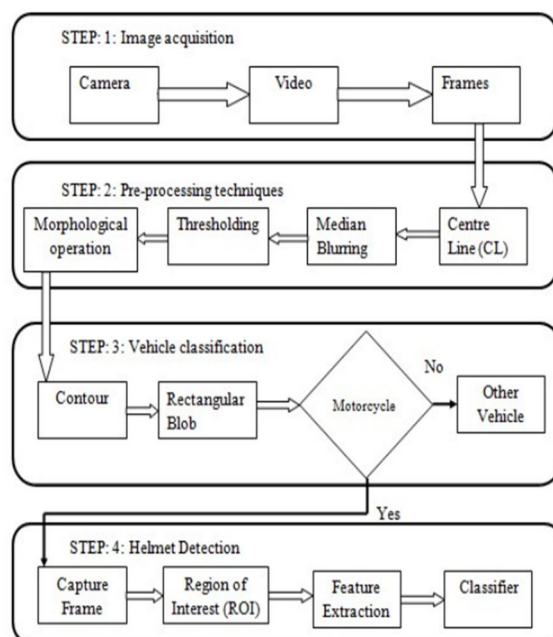 STEP: 1: Image acquisition
Camera
Video
Frames
STEP: 2: Pre-processing techniques
Morphological
operation
Thresholding
Median
Blurring
Centre
Line (CL)
STEP: 3: Vehicle classification
Contour
Rectangular
Blob
Motorcycle
No
Other
Vehicle
Yes
STEP: 4: Helmet Detection
Capture
Frame
Region of
Interest (ROI)
Feature
Extraction
Classifier